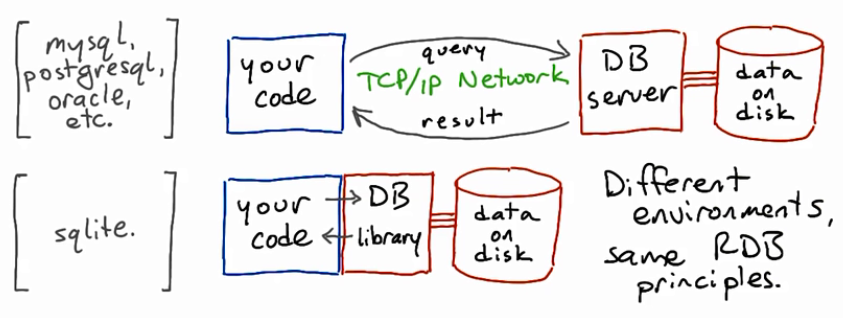 mysql,
postgresql,
oracle,
etc.
your
code
query
TCP/IP Network
result
DB
server
data
on
disk
sqlite.
your
code
DB
library
data
on
disk
Different
environments,
same RDB
principles.